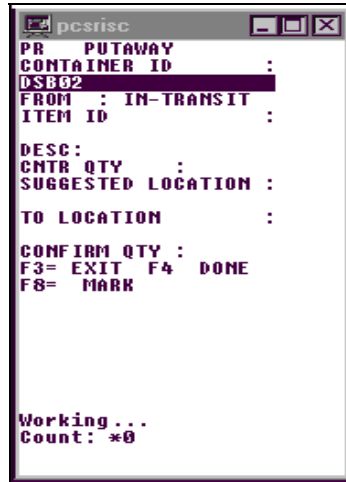 pcsrisc
PR PUTAWAY
CONTAINER ID :
DSB02
FROM : IN-TRANSIT
ITEM ID :
DESC:
CNTR QTY :
SUGGESTED LOCATION :
TO LOCATION :
CONFIRM QTY :
F3= EXIT F4 DONE
F8= MARK
Working...
Count: *0